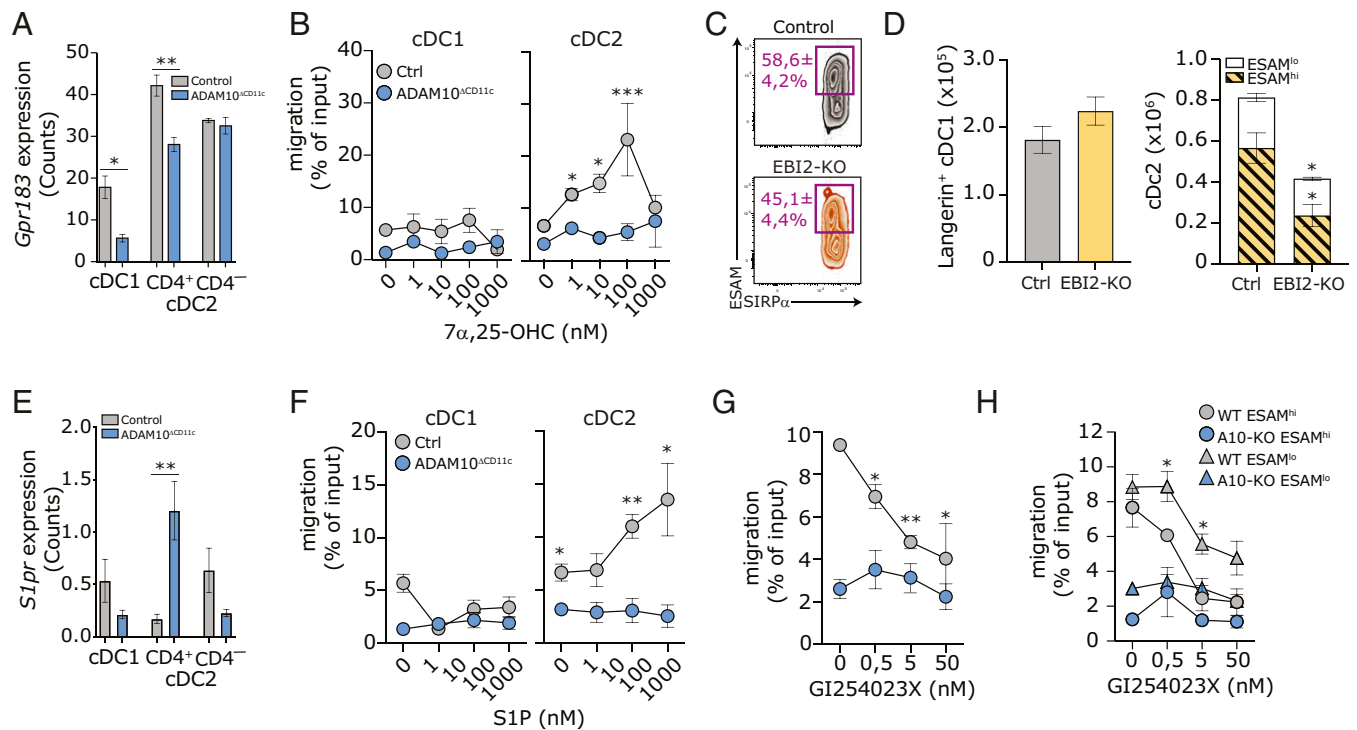 A
Gpr183 expression
(Counts)
50
40
30
20
10
0
**
*
Control
ADAM10ΔCD11c
cDC1 CD4+ CD4—
cDC2
B
cDC1 cDC2
migration
(% of input)
40
30
20
10
0
Ctrl
ADAM10ΔCD11c
* * ***
0 1 10 100 1000 0 1 10 100 1000
7α,25-OHC (nM)
C
Control
58,6±
4,2%
EBI2-KO
45,1±
4,4%
ESAM
SIRPα
D
Langerin+ cDC1 (x10⁵)
3.0
2.0
1.0
0
Ctrl EBI2-KO
cDc2 (x10⁶)
ESAMlo
ESAMhi
1.0
0.8
0.6
0.4
0.2
0
*
*
Ctrl EBI2-KO
E
S1pr expression
(Counts)
Control
ADAM10ΔCD11c
2.0
1.5
1.0
0.5
0.0
**
cDC1 CD4+ CD4—
cDC2
F
cDC1 cDC2
migration
(% of input)
20
15
10
5
0
Ctrl
ADAM10ΔCD11c
* ** *
0 1 10 100 1000 0 1 10 100 1000
S1P (nM)
G
migration
(% of input)
10
8
6
4
2
0
* ** *
0 0,5 5 50
GI254023X (nM)
H
WT ESAMhi
A10-KO ESAMhi
WT ESAMlo
A10-KO ESAMlo
migration
(% of input)
10
8
6
4
2
0
* *
0 0,5 5 50
GI254023X (nM)